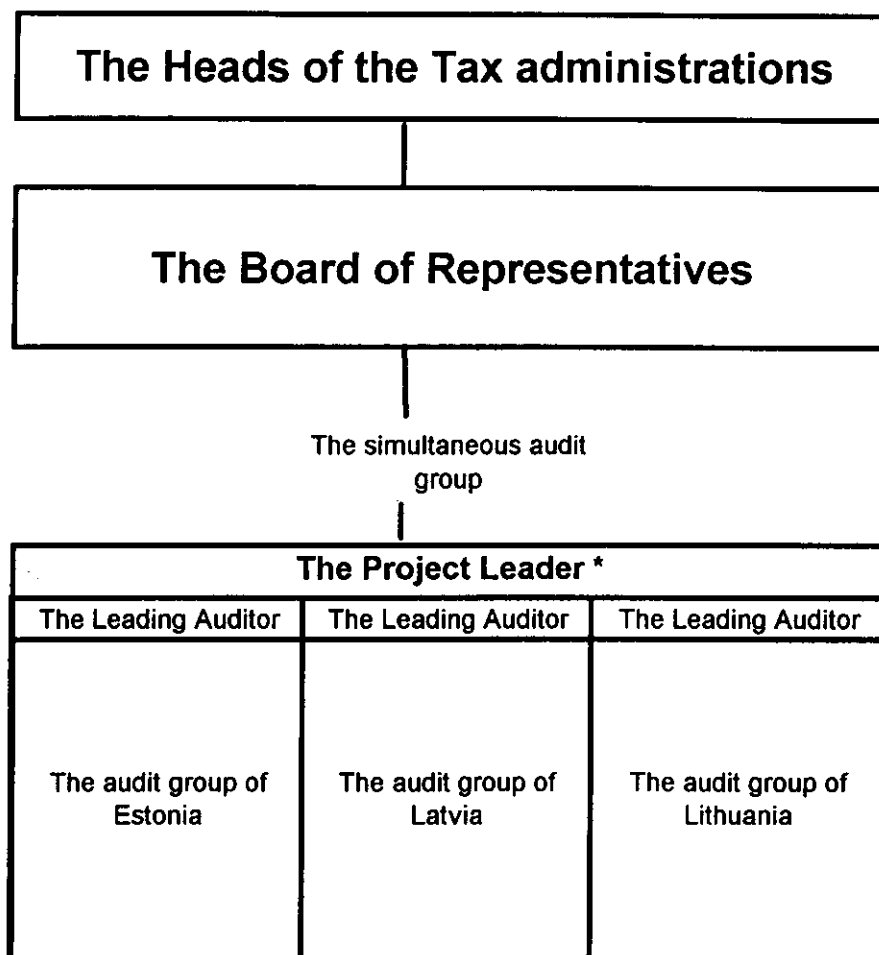 The Heads of the Tax administrations
The Board of Representatives
The simultaneous audit
group
The Project Leader *
The Leading Auditor
The Leading Auditor
The Leading Auditor
The audit group of
Estonia
The audit group of
Latvia
The audit group of
Lithuania